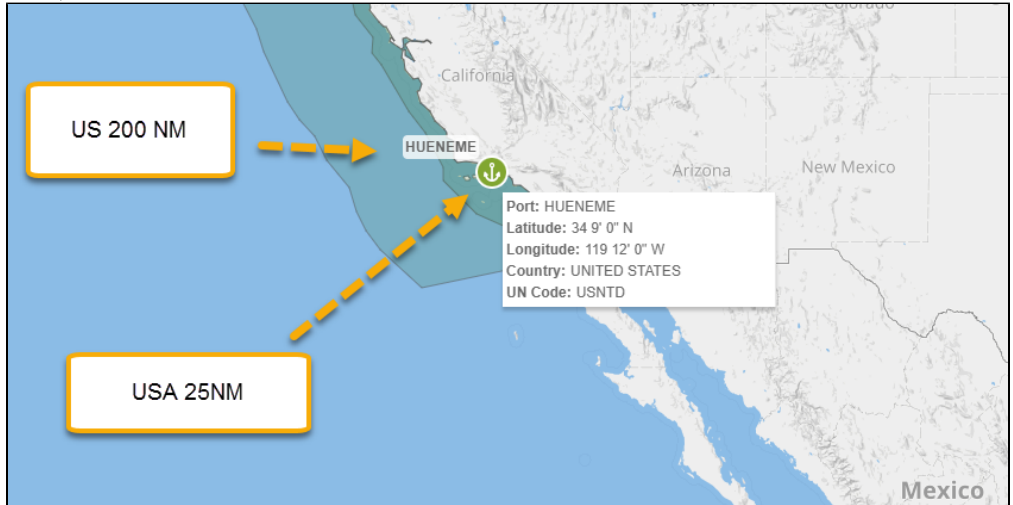 Colorado
California
US 200 NM
HUENEME
Arizona
New Mexico
Port: HUENEME
Latitude: 34 9' 0" N
Longitude: 119 12' 0" W
Country: UNITED STATES
UN Code: USNTD
USA 25NM
Mexico